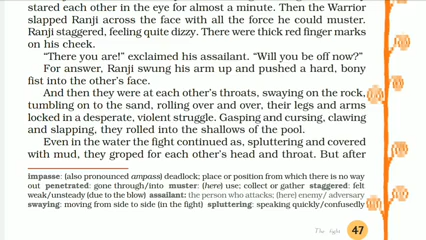 stared each other in the eye for almost a minute. Then the Warrior
slapped Ranji across the face with all the force he could muster.
Ranji staggered, feeling quite dizzy. There were thick red finger marks
on his cheek.
“There you are!” exclaimed his assailant. “Will you be off now?”
For answer, Ranji swung his arm up and pushed a hard, bony
fist into the other’s face.
And then they were at each other’s throats, swaying on the rock,
tumbling on to the sand, rolling over and over, their legs and arms
locked in a desperate, violent struggle. Gasping and cursing, clawing
and slapping, they rolled into the shallows of the pool.
Even in the water the fight continued as, spluttering and covered
with mud, they groped for each other’s head and throat. But after
impasse: (also pronounced ampass) deadlock; place or position from which there is no way
out penetrated: gone through/into muster: (here) use; collect or gather staggered: felt
weak/unsteady (due to the blow) assailant: the person who attacks; (here) enemy/ adversary
swaying: moving from side to side (in the fight) spluttering: speaking quickly/confusedly
The fight 47